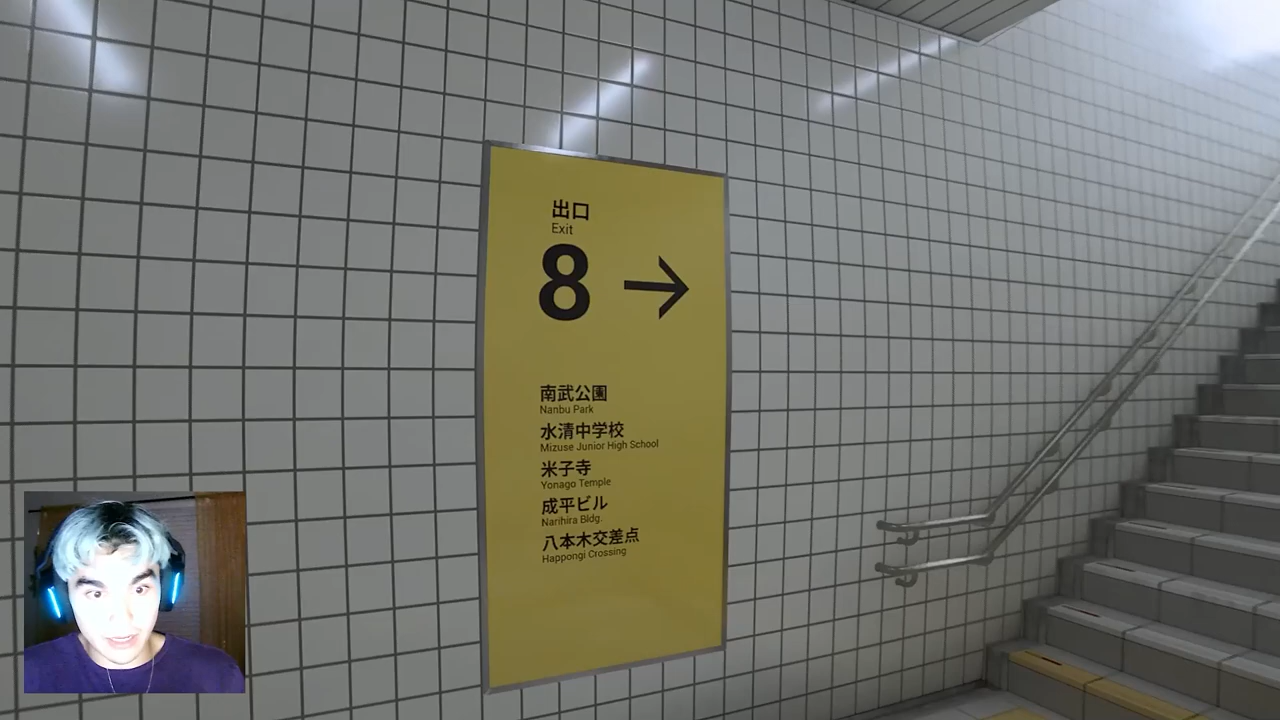 出口
Exit
8 →
南武公園
Nanbu Park
水清中学校
Mizuse Junior High School
米子寺
Yonago Temple
成平ビル
Narihira Bldg.
八本木交差点
Happongi Crossing